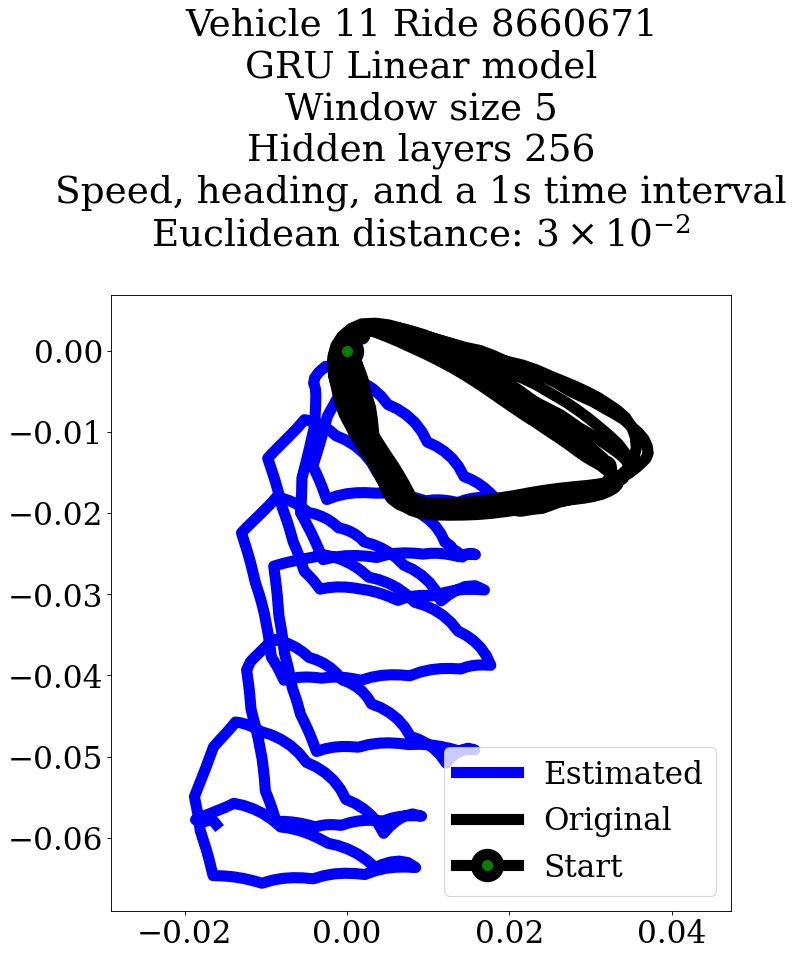 Vehicle 11 Ride 8660671
GRU Linear model
Window size 5
Hidden layers 256
Speed, heading, and a 1s time interval
Euclidean distance: 3 × 10⁻²
0.00
−0.01
−0.02
−0.03
−0.04
−0.05
−0.06
Estimated
Original
Start
−0.02 0.00 0.02 0.04